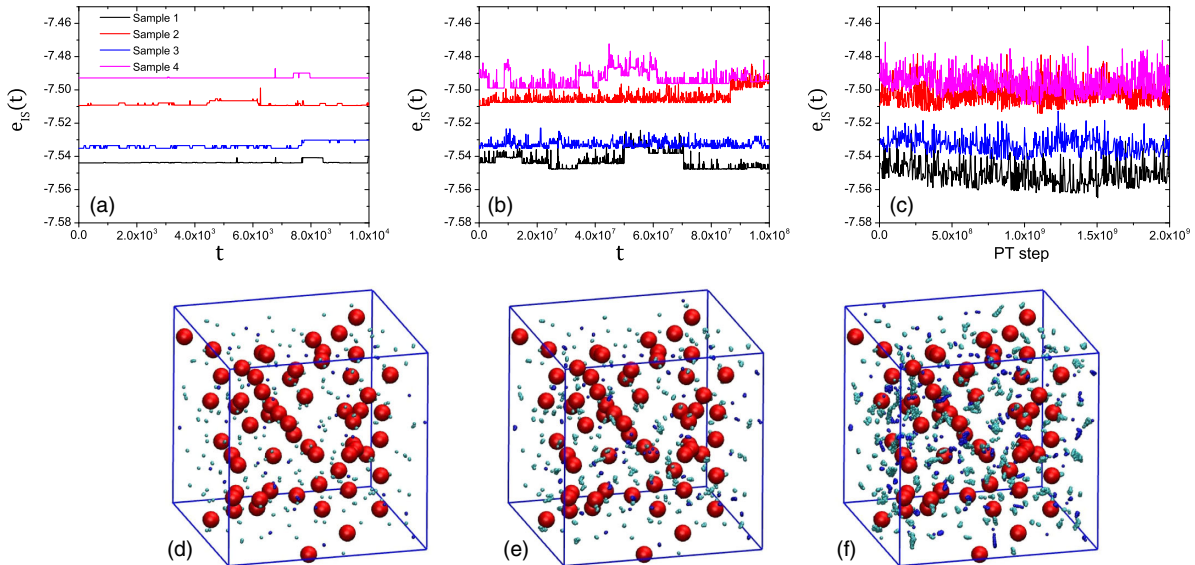 -7.46
-7.48
-7.50
-7.52
-7.54
-7.56
-7.58
e_IS(t)
Sample 1
Sample 2
Sample 3
Sample 4
(a)
0.0 2.0x10³ 4.0x10³ 6.0x10³ 8.0x10³ 1.0x10⁴
t
-7.46
-7.48
-7.50
-7.52
-7.54
-7.56
-7.58
e_IS(t)
(b)
0.0 2.0x10⁷ 4.0x10⁷ 6.0x10⁷ 8.0x10⁷ 1.0x10⁸
t
-7.46
-7.48
-7.50
-7.52
-7.54
-7.56
-7.58
e_IS(t)
(c)
0.0 5.0x10⁸ 1.0x10⁹ 1.5x10⁹ 2.0x10⁹
PT step
(d)
(e)
(f)